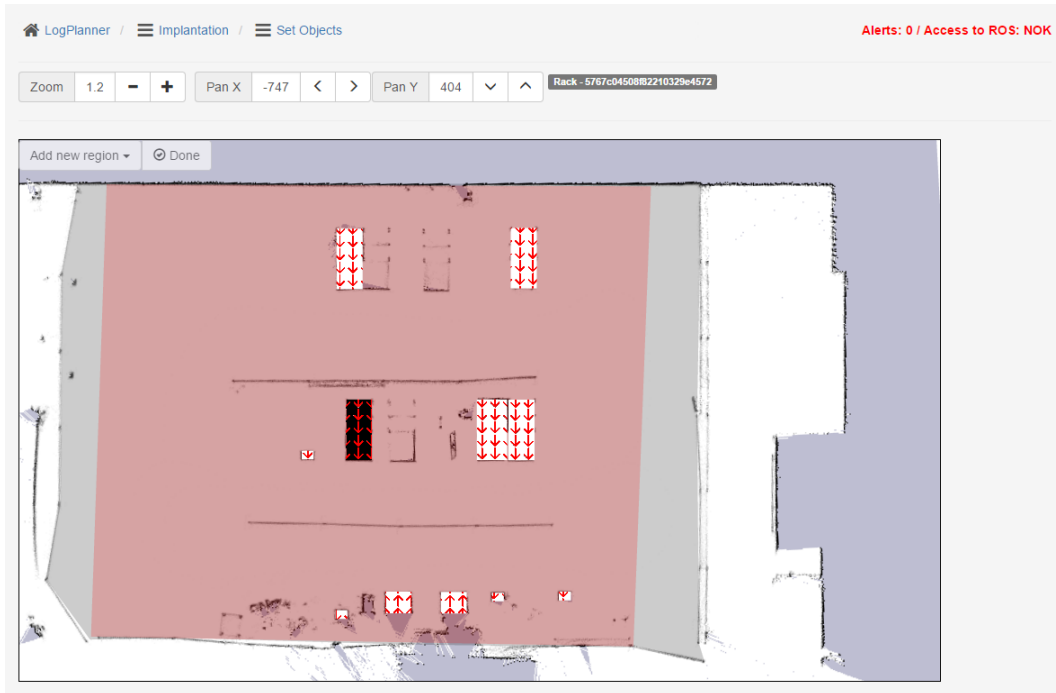 LogPlanner / Implantation / Set Objects
Alerts: 0 / Access to ROS: NOK
Zoom 1.2 Pan X -747 Pan Y 404 Rack - 5767c04508f82210329e4572
Add new region Done